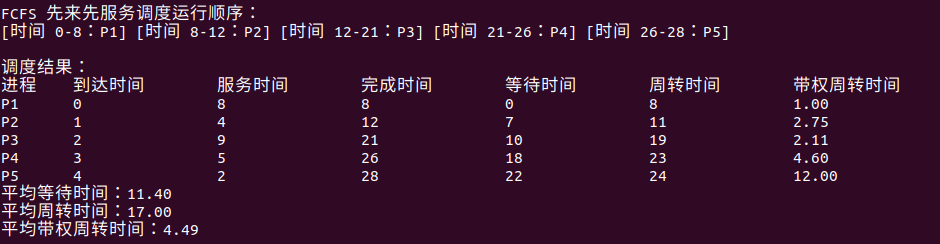 FCFS 先来先服务调度运行顺序：
[时间 0-8：P1] [时间 8-12：P2] [时间 12-21：P3] [时间 21-26：P4] [时间 26-28：P5]
调度结果：
进程 到达时间 服务时间 完成时间 等待时间 周转时间 带权周转时间
P1 0 8 8 0 8 1.00
P2 1 4 12 7 11 2.75
P3 2 9 21 10 19 2.11
P4 3 5 26 18 23 4.60
P5 4 2 28 22 24 12.00
平均等待时间：11.40
平均周转时间：17.00
平均带权周转时间：4.49